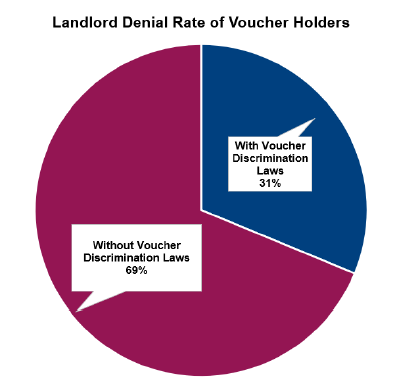 Landlord Denial Rate of Voucher Holders
With Voucher
Discrimination
Laws
31%
Without Voucher
Discrimination Laws
69%